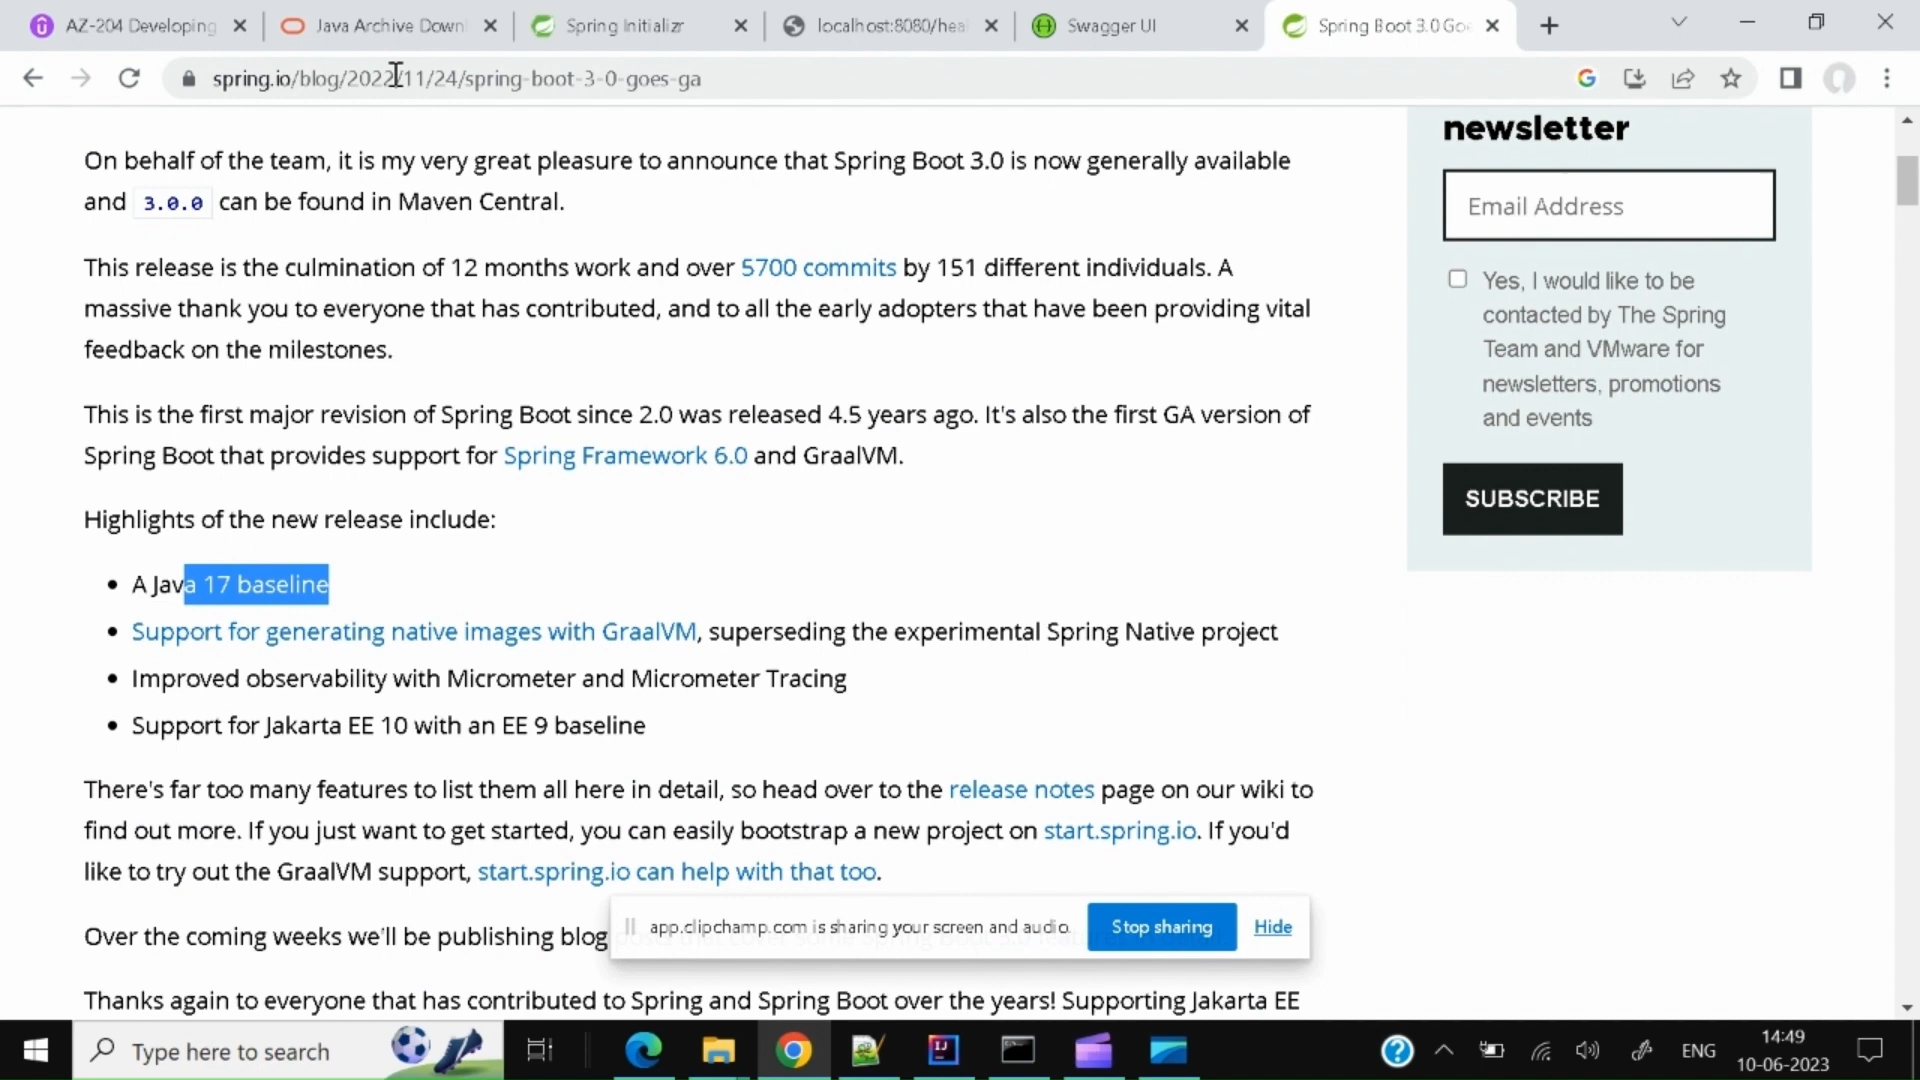 AZ-204 Developing
Java Archive Down
Spring Initializr
localhost:8080/heal
Swagger UI
Spring Boot 3.0 Goe
spring.io/blog/2022/11/24/spring-boot-3-0-goes-ga
newsletter
Email Address
Yes, I would like to be
contacted by The Spring
Team and VMware for
newsletters, promotions
and events
SUBSCRIBE
On behalf of the team, it is my very great pleasure to announce that Spring Boot 3.0 is now generally available
and 3.0.0 can be found in Maven Central.
This release is the culmination of 12 months work and over 5700 commits by 151 different individuals. A
massive thank you to everyone that has contributed, and to all the early adopters that have been providing vital
feedback on the milestones.
This is the first major revision of Spring Boot since 2.0 was released 4.5 years ago. It's also the first GA version of
Spring Boot that provides support for Spring Framework 6.0 and GraalVM.
Highlights of the new release include:
• A Java 17 baseline
• Support for generating native images with GraalVM, superseding the experimental Spring Native project
• Improved observability with Micrometer and Micrometer Tracing
• Support for Jakarta EE 10 with an EE 9 baseline
There's far too many features to list them all here in detail, so head over to the release notes page on our wiki to
find out more. If you just want to get started, you can easily bootstrap a new project on start.spring.io. If you'd
like to try out the GraalVM support, start.spring.io can help with that too.
Over the coming weeks we'll be publishing blog
app.clipchamp.com is sharing your screen and audio.
Stop sharing
Hide
Thanks again to everyone that has contributed to Spring and Spring Boot over the years! Supporting Jakarta EE
Type here to search
ENG
14:49
10-06-2023